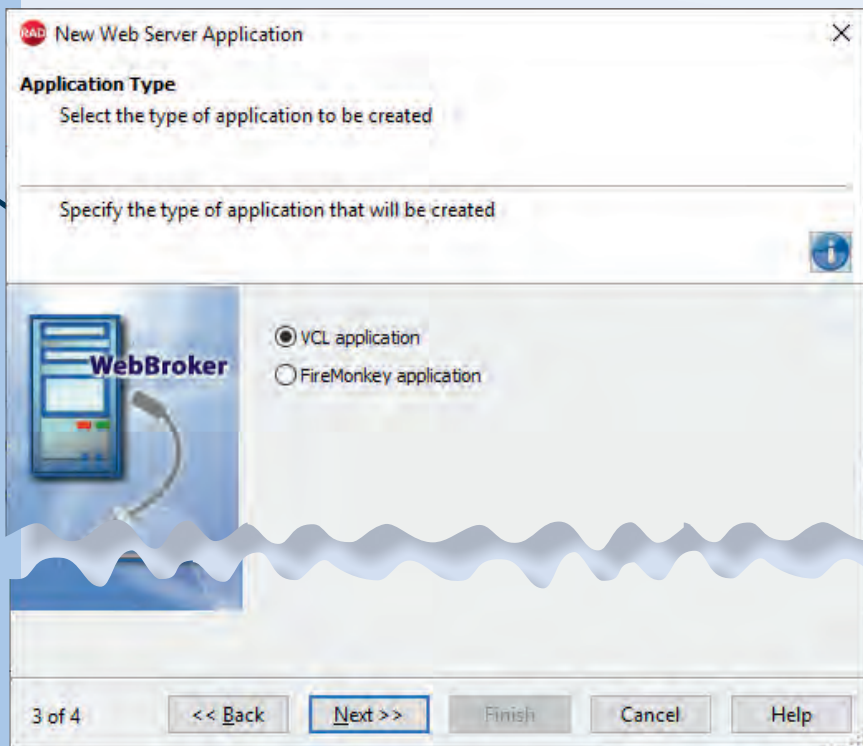 RAD New Web Server Application
Application Type
Select the type of application to be created
Specify the type of application that will be created
WebBroker
VCL application
FireMonkey application
3 of 4 << Back Next >> Finish Cancel Help